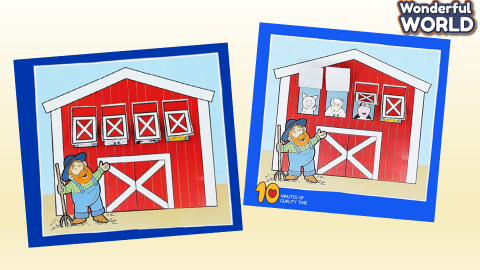 Wonderful
WORLD
10 MINUTES OF
QUALITY TIME